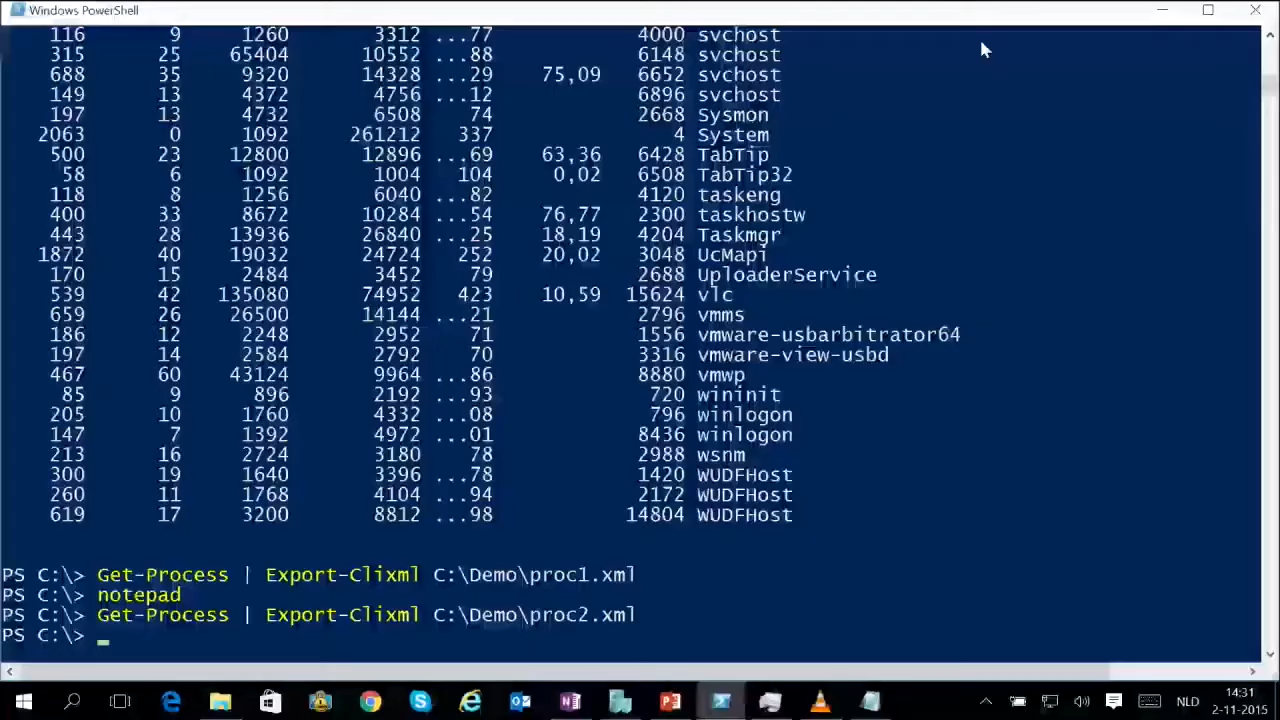 Windows PowerShell
116 9 1260 3312 ...77 4000 svchost
315 25 65404 10552 ...88 6148 svchost
688 35 9320 14328 ...29 75,09 6652 svchost
149 13 4372 4756 ...12 6896 svchost
197 13 4732 6508 74 2668 Sysmon
2063 0 1092 261212 337 4 System
500 23 12800 12896 ...69 63,36 6428 TabTip
58 6 1092 1004 104 0,02 6508 TabTip32
118 8 1256 6040 ...82 4120 taskeng
400 33 8672 10284 ...54 76,77 2300 taskhostw
443 28 13936 26840 ...25 18,19 4204 Taskmgr
1872 40 19032 24724 252 20,02 3048 UcMapi
170 15 2484 3452 79 2688 UploaderService
539 42 135080 74952 423 10,59 15624 vlc
659 26 26500 14144 ...21 2796 vmms
186 12 2248 2952 71 1556 vmware-usbarbitrator64
197 14 2584 2792 70 3316 vmware-view-usbd
467 60 43124 9964 ...86 8880 vmwp
85 9 896 2192 ...93 720 wininit
205 10 1760 4332 ...08 796 winlogon
147 7 1392 4972 ...01 8436 winlogon
213 16 2724 3180 78 2988 wsnm
300 19 1640 3396 ...78 1420 WUDFHost
260 11 1768 4104 ...94 2172 WUDFHost
619 17 3200 8812 ...98 14804 WUDFHost
PS C:\> Get-Process | Export-Clixml C:\Demo\proc1.xml
PS C:\> notepad
PS C:\> Get-Process | Export-Clixml C:\Demo\proc2.xml
PS C:\>
NLD
14:31
2-11-2015